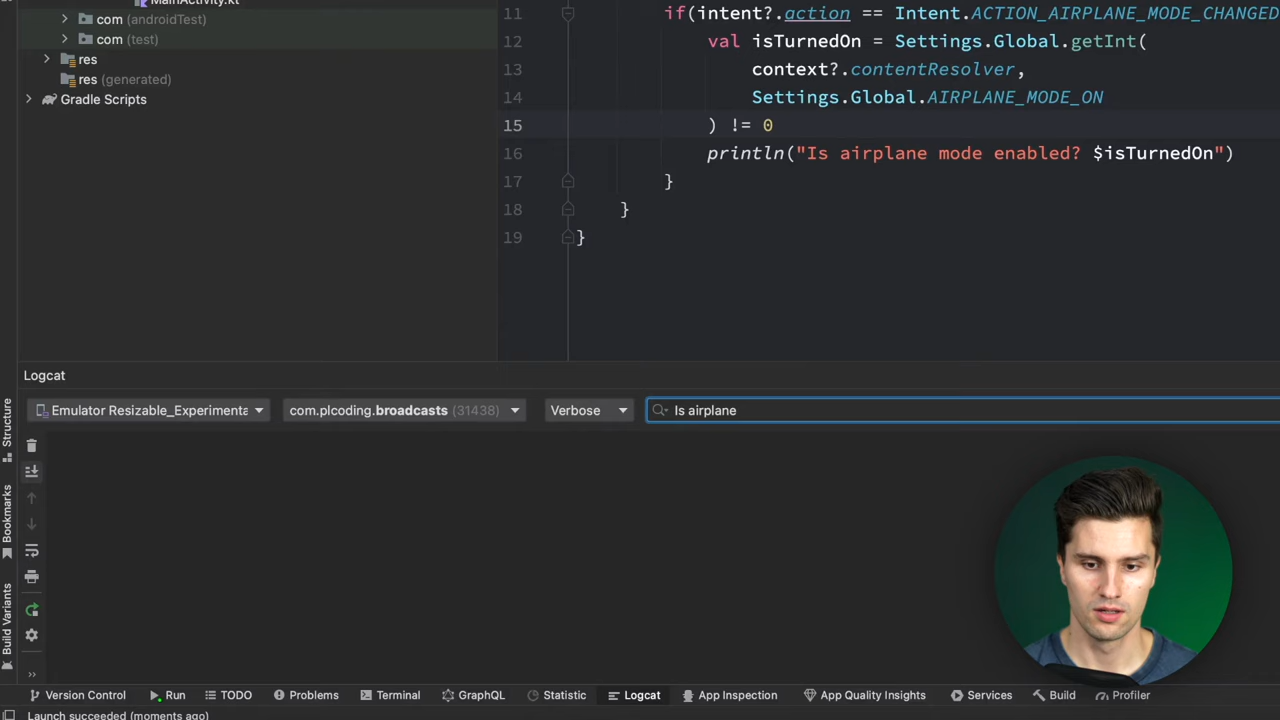 MainActivity.kt
com (androidTest)
com (test)
res
res (generated)
Gradle Scripts
11 if(intent?.action == Intent.ACTION_AIRPLANE_MODE_CHANGED
12 val isTurnedOn = Settings.Global.getInt(
13 context?.contentResolver,
14 Settings.Global.AIRPLANE_MODE_ON
15 ) != 0
16 println("Is airplane mode enabled? $isTurnedOn")
17 }
18 }
19 }
Logcat
Emulator Resizable_Experimenta com.plcoding.broadcasts (31438) Verbose Is airplane
Structure
Bookmarks
Build Variants
Version Control Run TODO Problems Terminal GraphQL Statistic Logcat App Inspection App Quality Insights Services Build Profiler
Launch succeeded (moments ago)